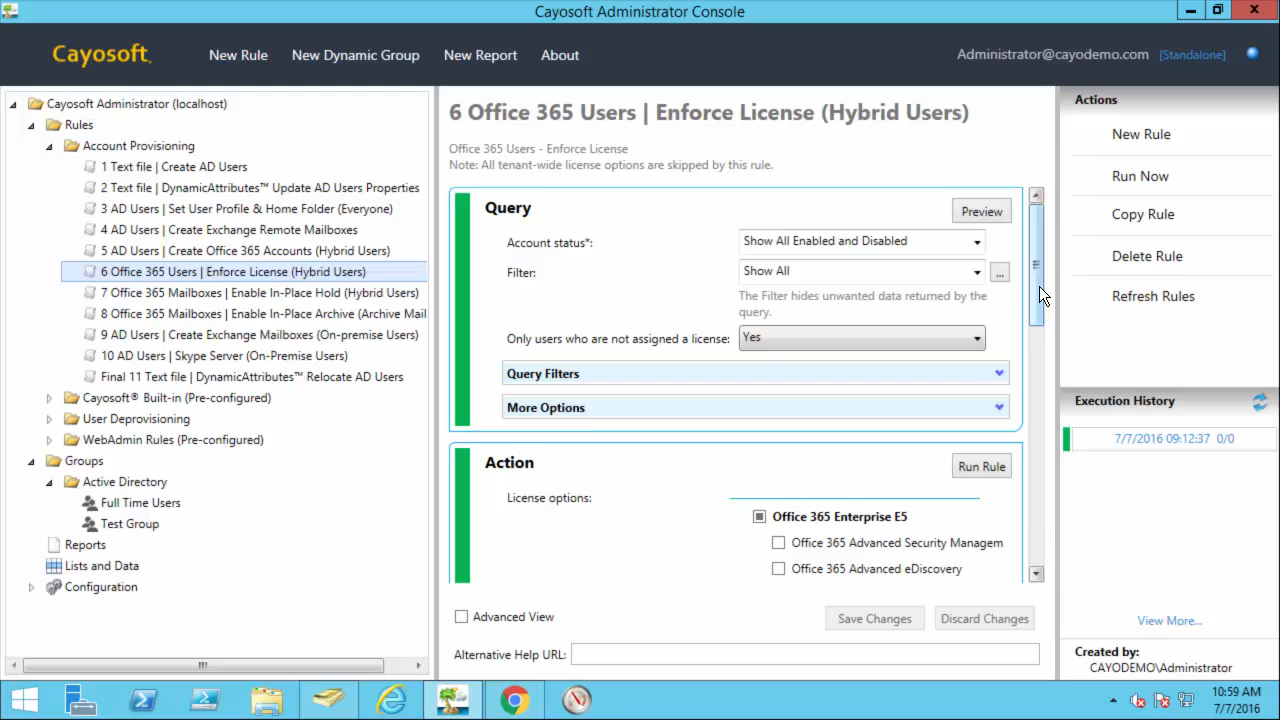 Cayosoft Administrator Console
Cayosoft
New Rule
New Dynamic Group
New Report
About
Administrator@cayodemo.com
[Standalone]
Cayosoft Administrator (localhost)
Rules
Account Provisioning
1 Text file | Create AD Users
2 Text file | DynamicAttributes™ Update AD Users Properties
3 AD Users | Set User Profile & Home Folder (Everyone)
4 AD Users | Create Exchange Remote Mailboxes
5 AD Users | Create Office 365 Accounts (Hybrid Users)
6 Office 365 Users | Enforce License (Hybrid Users)
7 Office 365 Mailboxes | Enable In-Place Hold (Hybrid Users)
8 Office 365 Mailboxes | Enable In-Place Archive (Archive Mail
9 AD Users | Create Exchange Mailboxes (On-premise Users)
10 AD Users | Skype Server (On-Premise Users)
Final 11 Text file | DynamicAttributes™ Relocate AD Users
Cayosoft® Built-in (Pre-configured)
User Deprovisioning
WebAdmin Rules (Pre-configured)
Groups
Active Directory
Full Time Users
Test Group
Reports
Lists and Data
Configuration
6 Office 365 Users | Enforce License (Hybrid Users)
Office 365 Users - Enforce License
Note: All tenant-wide license options are skipped by this rule.
Query
Preview
Account status*:
Show All Enabled and Disabled
Filter:
Show All
...
The Filter hides unwanted data returned by the
query.
Only users who are not assigned a license:
Yes
Query Filters
More Options
Action
Run Rule
License options:
Office 365 Enterprise E5
Office 365 Advanced Security Managem
Office 365 Advanced eDiscovery
Advanced View
Save Changes
Discard Changes
Alternative Help URL:
Actions
New Rule
Run Now
Copy Rule
Delete Rule
Refresh Rules
Execution History
7/7/2016 09:12:37 0/0
View More...
Created by:
CAYODEMO\Administrator
10:59 AM
7/7/2016